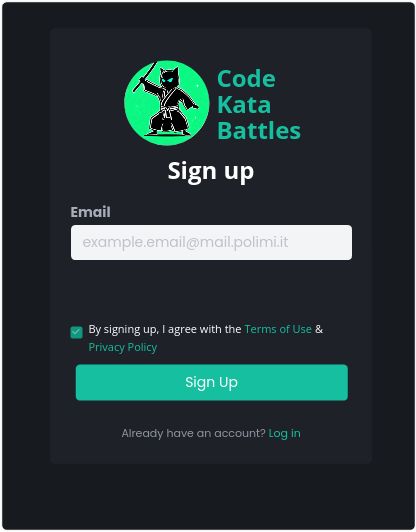 Code
Kata
Battles
Sign up
Email
example.email@mail.polimi.it
By signing up, I agree with the Terms of Use &
Privacy Policy
Sign Up
Already have an account? Log in